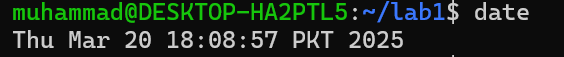 muhammad@DESKTOP-HA2PTL5:~/lab1$ date
Thu Mar 20 18:08:57 PKT 2025